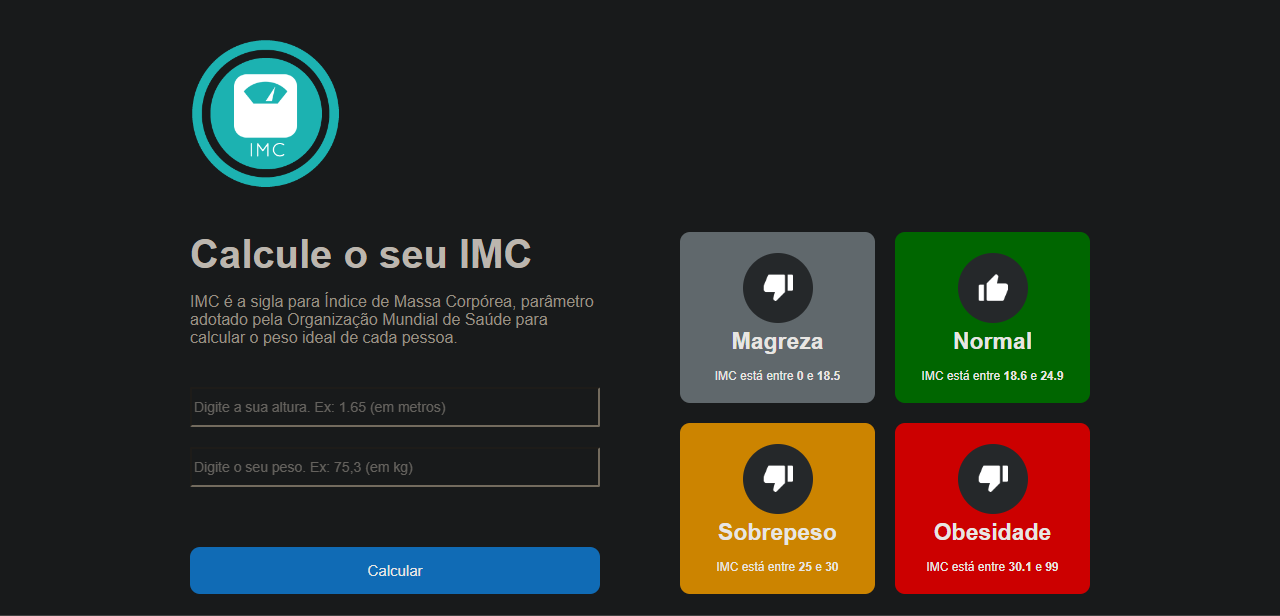 IMC
Calcule o seu IMC
IMC é a sigla para Índice de Massa Corpórea, parâmetro
adotado pela Organização Mundial de Saúde para
calcular o peso ideal de cada pessoa.
Digite a sua altura. Ex: 1.65 (em metros)
Digite o seu peso. Ex: 75,3 (em kg)
Calcular
Magreza
IMC está entre 0 e 18.5
Normal
IMC está entre 18.6 e 24.9
Sobrepeso
IMC está entre 25 e 30
Obesidade
IMC está entre 30.1 e 99